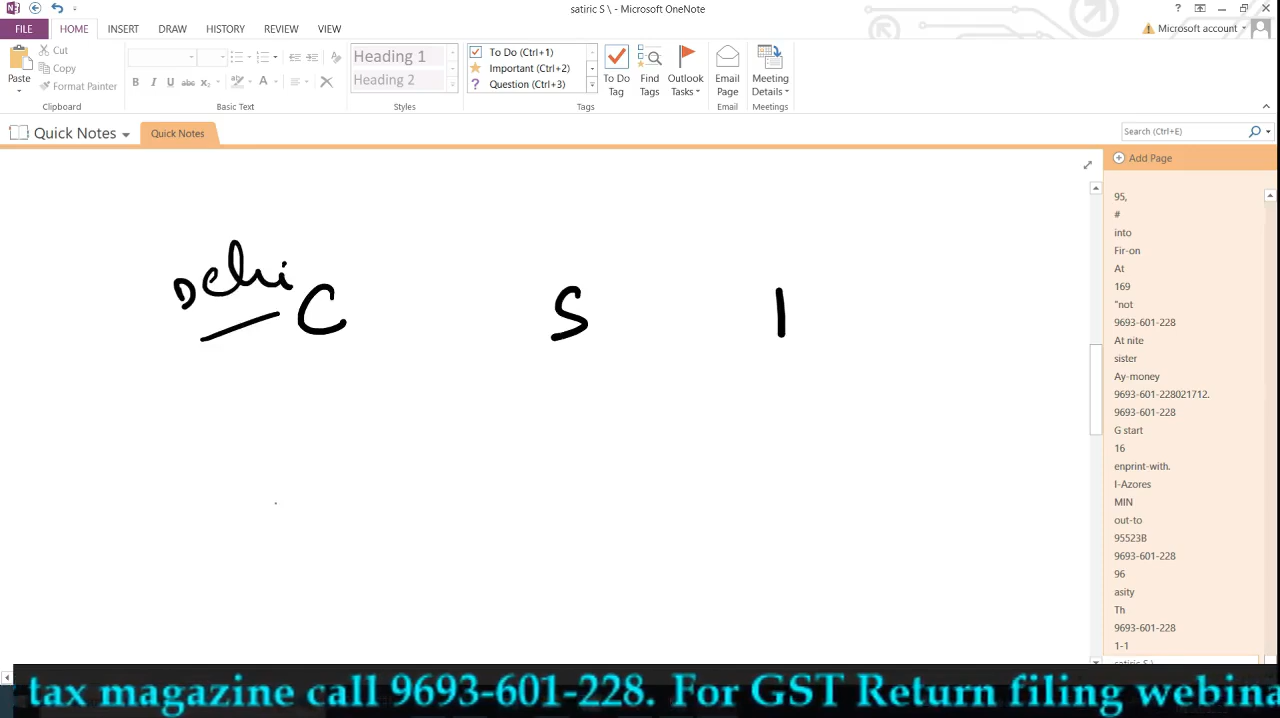 satiric S \ - Microsoft OneNote
FILE HOME INSERT DRAW HISTORY REVIEW VIEW Microsoft account
Paste Cut Copy Format Painter
Clipboard
B I U abc
Basic Text
Heading 1
Heading 2
Styles
To Do (Ctrl+1)
Important (Ctrl+2)
Question (Ctrl+3)
To Do Tag
Find Tags
Outlook Tasks
Tags
Email Page
Email
Meeting Details
Meetings
Quick Notes Quick Notes
Search (Ctrl+E)
Add Page
95,
#
into
Fir-on
At
169
"not
9693-601-228
At nite
sister
Ay-money
9693-601-228021712.
9693-601-228
G start
16
enprint-with.
I-Azores
MIN
out-to
95523B
9693-601-228
96
asity
Th
9693-601-228
1-1
satiric S \
Delhi
C S I
tax magazine call 9693-601-228. For GST Return filing webina